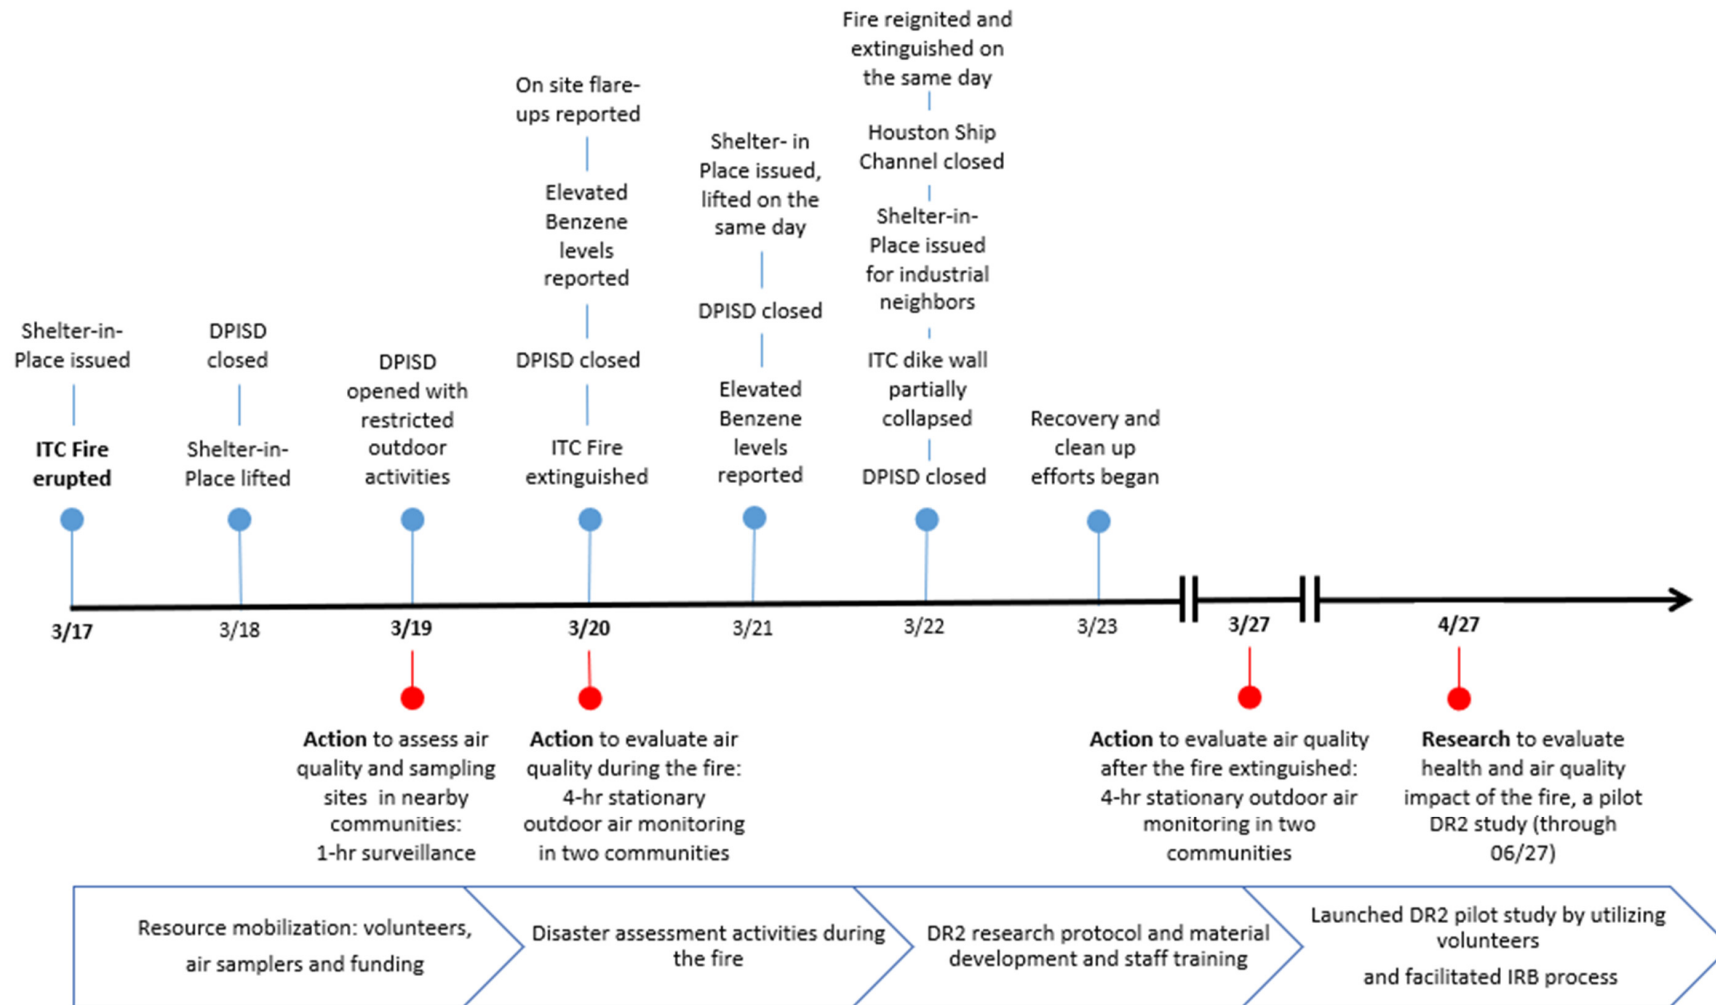 Shelter-in-
Place issued
ITC Fire
erupted
DPISD
closed
Shelter-in-
Place lifted
DPISD
opened with
restricted
outdoor
activities
On site flare-
ups reported
Elevated
Benzene
levels
reported
DPISD closed
ITC Fire
extinguished
Shelter- in
Place issued,
lifted on the
same day
DPISD closed
Elevated
Benzene
levels
reported
Fire reignited and
extinguished on
the same day
Houston Ship
Channel closed
Shelter-in-
Place issued
for industrial
neighbors
ITC dike wall
partially
collapsed
DPISD closed
Recovery and
clean up
efforts began
3/17
3/18
3/19
3/20
3/21
3/22
3/23
3/27
4/27
Action to assess air
quality and sampling
sites in nearby
communities:
1-hr surveillance
Action to evaluate air
quality during the fire:
4-hr stationary
outdoor air monitoring
in two communities
Action to evaluate air quality
after the fire extinguished:
4-hr stationary outdoor air
monitoring in two
communities
Research to evaluate
health and air quality
impact of the fire, a pilot
DR2 study (through
06/27)
Resource mobilization: volunteers,
air samplers and funding
Disaster assessment activities during
the fire
DR2 research protocol and material
development and staff training
Launched DR2 pilot study by utilizing
volunteers
and facilitated IRB process